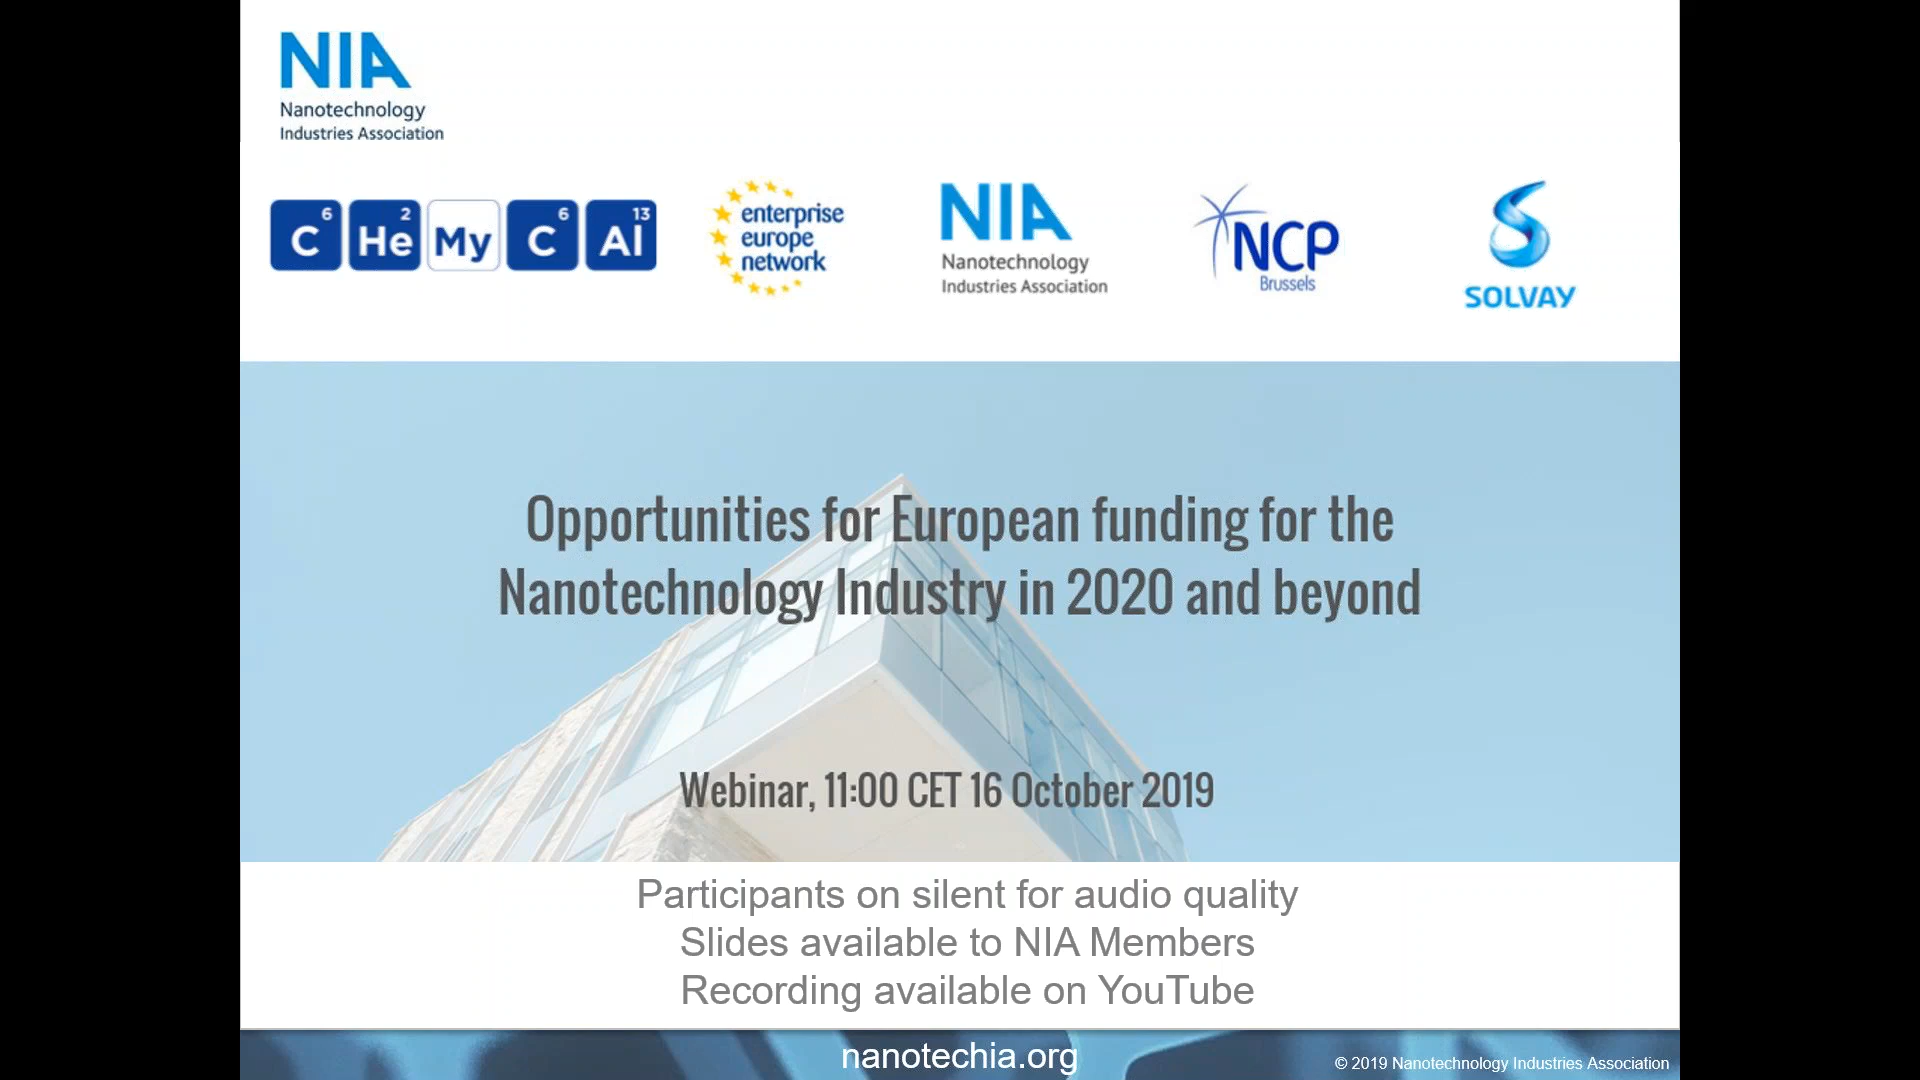 NIA
Nanotechnology
Industries Association
6 2 6 13
C He My C Al
enterprise
europe
network
NIA
Nanotechnology
Industries Association
NCP
Brussels
SOLVAY
Opportunities for European funding for the
Nanotechnology Industry in 2020 and beyond
Webinar, 11:00 CET 16 October 2019
Participants on silent for audio quality
Slides available to NIA Members
Recording available on YouTube
nanotechia.org
© 2019 Nanotechnology Industries Association